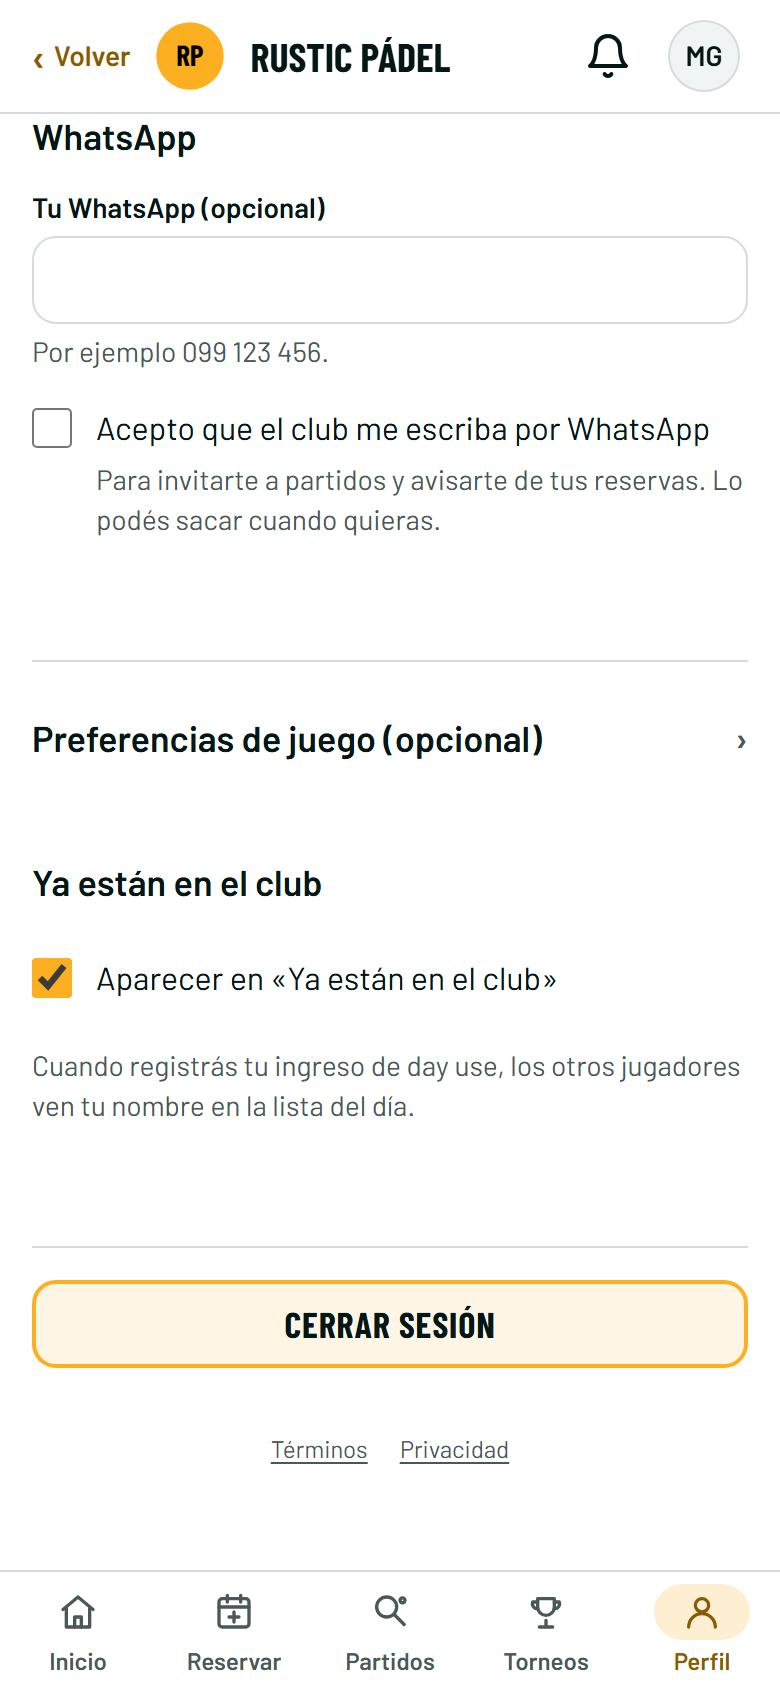 ‹ Volver RP RUSTIC PÁDEL MG
WhatsApp
Tu WhatsApp (opcional)
Por ejemplo 099 123 456.
Acepto que el club me escriba por WhatsApp
Para invitarte a partidos y avisarte de tus reservas. Lo
podés sacar cuando quieras.
Preferencias de juego (opcional) ›
Ya están en el club
Aparecer en «Ya están en el club»
Cuando registrás tu ingreso de day use, los otros jugadores
ven tu nombre en la lista del día.
CERRAR SESIÓN
Términos Privacidad
Inicio Reservar Partidos Torneos Perfil